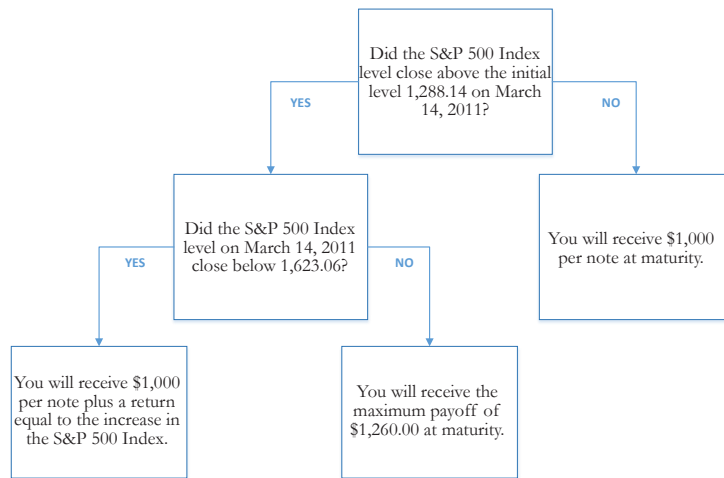 Did the S&P 500 Index
level close above the initial
level 1,288.14 on March
14, 2011?
YES
NO
Did the S&P 500 Index
level on March 14, 2011
close below 1,623.06?
You will receive $1,000
per note at maturity.
YES
NO
You will receive $1,000
per note plus a return
equal to the increase in
the S&P 500 Index.
You will receive the
maximum payoff of
$1,260.00 at maturity.